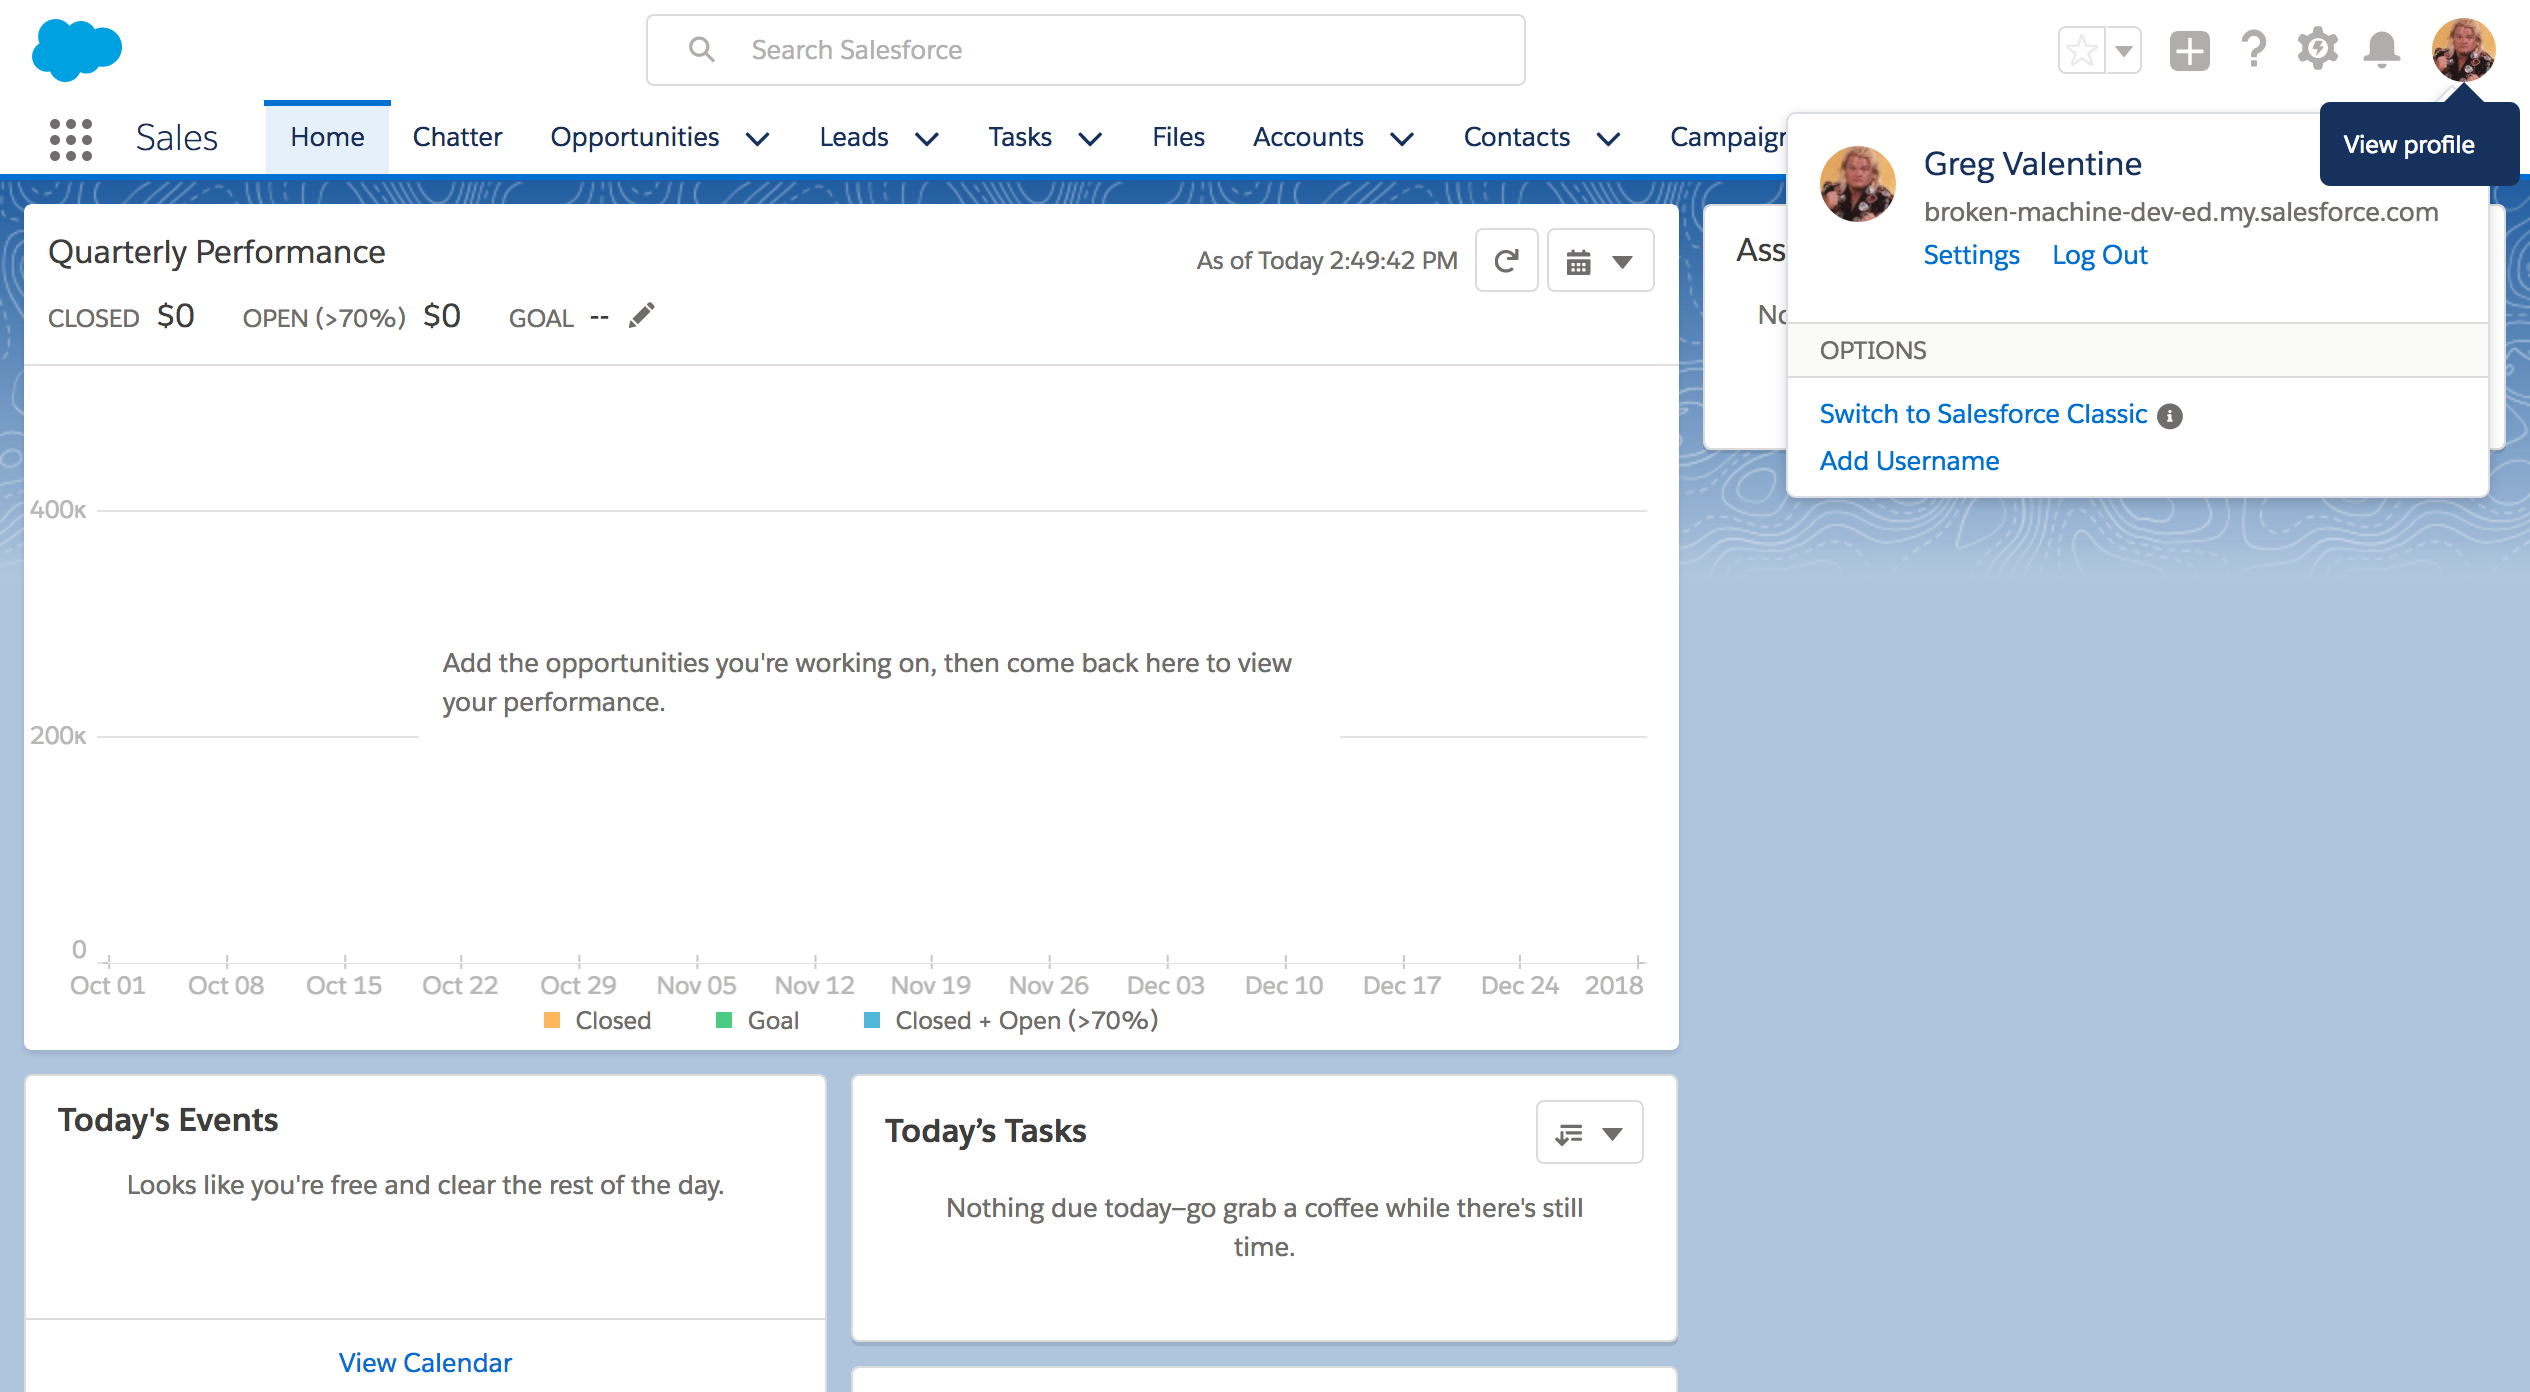 Search Salesforce
Sales
Home
Chatter
Opportunities
Leads
Tasks
Files
Accounts
Contacts
Campaign
View profile
Greg Valentine
broken-machine-dev-ed.my.salesforce.com
Settings Log Out
OPTIONS
Switch to Salesforce Classic
Add Username
Quarterly Performance
As of Today 2:49:42 PM
CLOSED $0 OPEN (>70%) $0 GOAL --
Ass
No
400K
Add the opportunities you're working on, then come back here to view
your performance.
200K
0
Oct 01 Oct 08 Oct 15 Oct 22 Oct 29 Nov 05 Nov 12 Nov 19 Nov 26 Dec 03 Dec 10 Dec 17 Dec 24 2018
Closed Goal Closed + Open (>70%)
Today's Events
Looks like you're free and clear the rest of the day.
View Calendar
Today’s Tasks
Nothing due today—go grab a coffee while there's still
time.